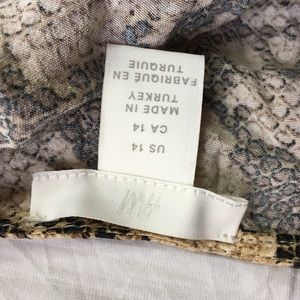 H&M
US 14
CA 14
MADE IN
TURKEY
FABRIQUÉ EN
TURQUIE